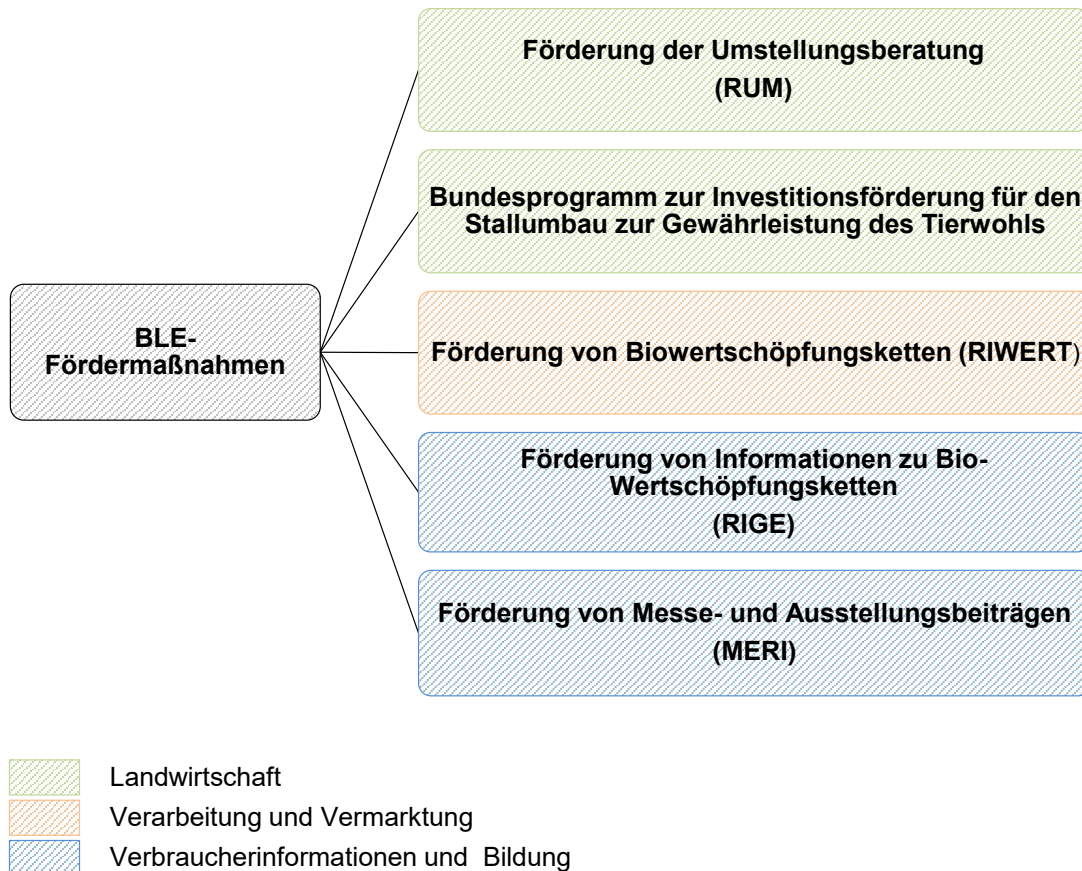 Förderung der Umstellungsberatung
(RUM)
Bundesprogramm zur Investitionsförderung für den
Stallumbau zur Gewährleistung des Tierwohls
BLE-
Fördermaßnahmen
Förderung von Biowertschöpfungsketten (RIWERT)
Förderung von Informationen zu Bio-
Wertschöpfungsketten
(RIGE)
Förderung von Messe- und Ausstellungsbeiträgen
(MERI)
Landwirtschaft
Verarbeitung und Vermarktung
Verbraucherinformationen und  Bildung